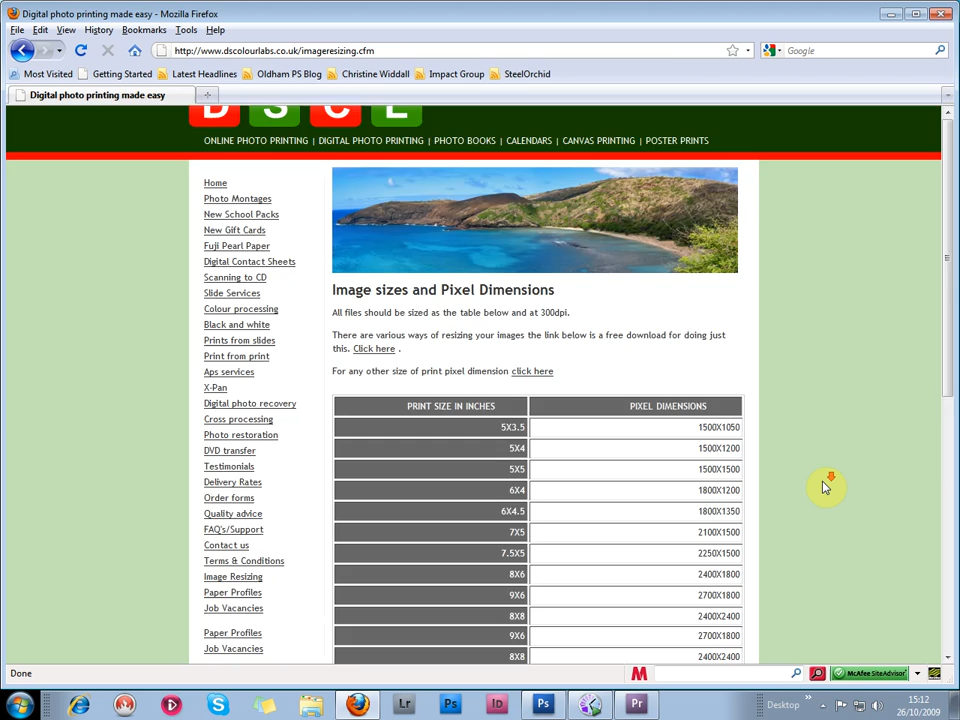 Digital photo printing made easy - Mozilla Firefox
File Edit View History Bookmarks Tools Help
http://www.dscolourlabs.co.uk/imageresizing.cfm
Google
Most Visited Getting Started Latest Headlines Oldham PS Blog Christine Widdall Impact Group SteelOrchid
Digital photo printing made easy
D S C L
ONLINE PHOTO PRINTING | DIGITAL PHOTO PRINTING | PHOTO BOOKS | CALENDARS | CANVAS PRINTING | POSTER PRINTS
Home
Photo Montages
New School Packs
New Gift Cards
Fuji Pearl Paper
Digital Contact Sheets
Scanning to CD
Slide Services
Colour processing
Black and white
Prints from slides
Print from print
Aps services
X-Pan
Digital photo recovery
Cross processing
Photo restoration
DVD transfer
Testimonials
Delivery Rates
Order forms
Quality advice
FAQ's/Support
Contact us
Terms & Conditions
Image Resizing
Paper Profiles
Job Vacancies
Paper Profiles
Job Vacancies
Image sizes and Pixel Dimensions
All files should be sized as the table below and at 300dpi.
There are various ways of resizing your images the link below is a free download for doing just
this. Click here .
For any other size of print pixel dimension click here
PRINT SIZE IN INCHES PIXEL DIMENSIONS
5X3.5 1500X1050
5X4 1500X1200
5X5 1500X1500
6X4 1800X1200
6X4.5 1800X1350
7X5 2100X1500
7.5X5 2250X1500
8X6 2400X1800
9X6 2700X1800
8X8 2400X2400
9X6 2700X1800
8X8 2400X2400
Done
McAfee SiteAdvisor
Lr Ps Id Ps Pr
Desktop
15:12
26/10/2009